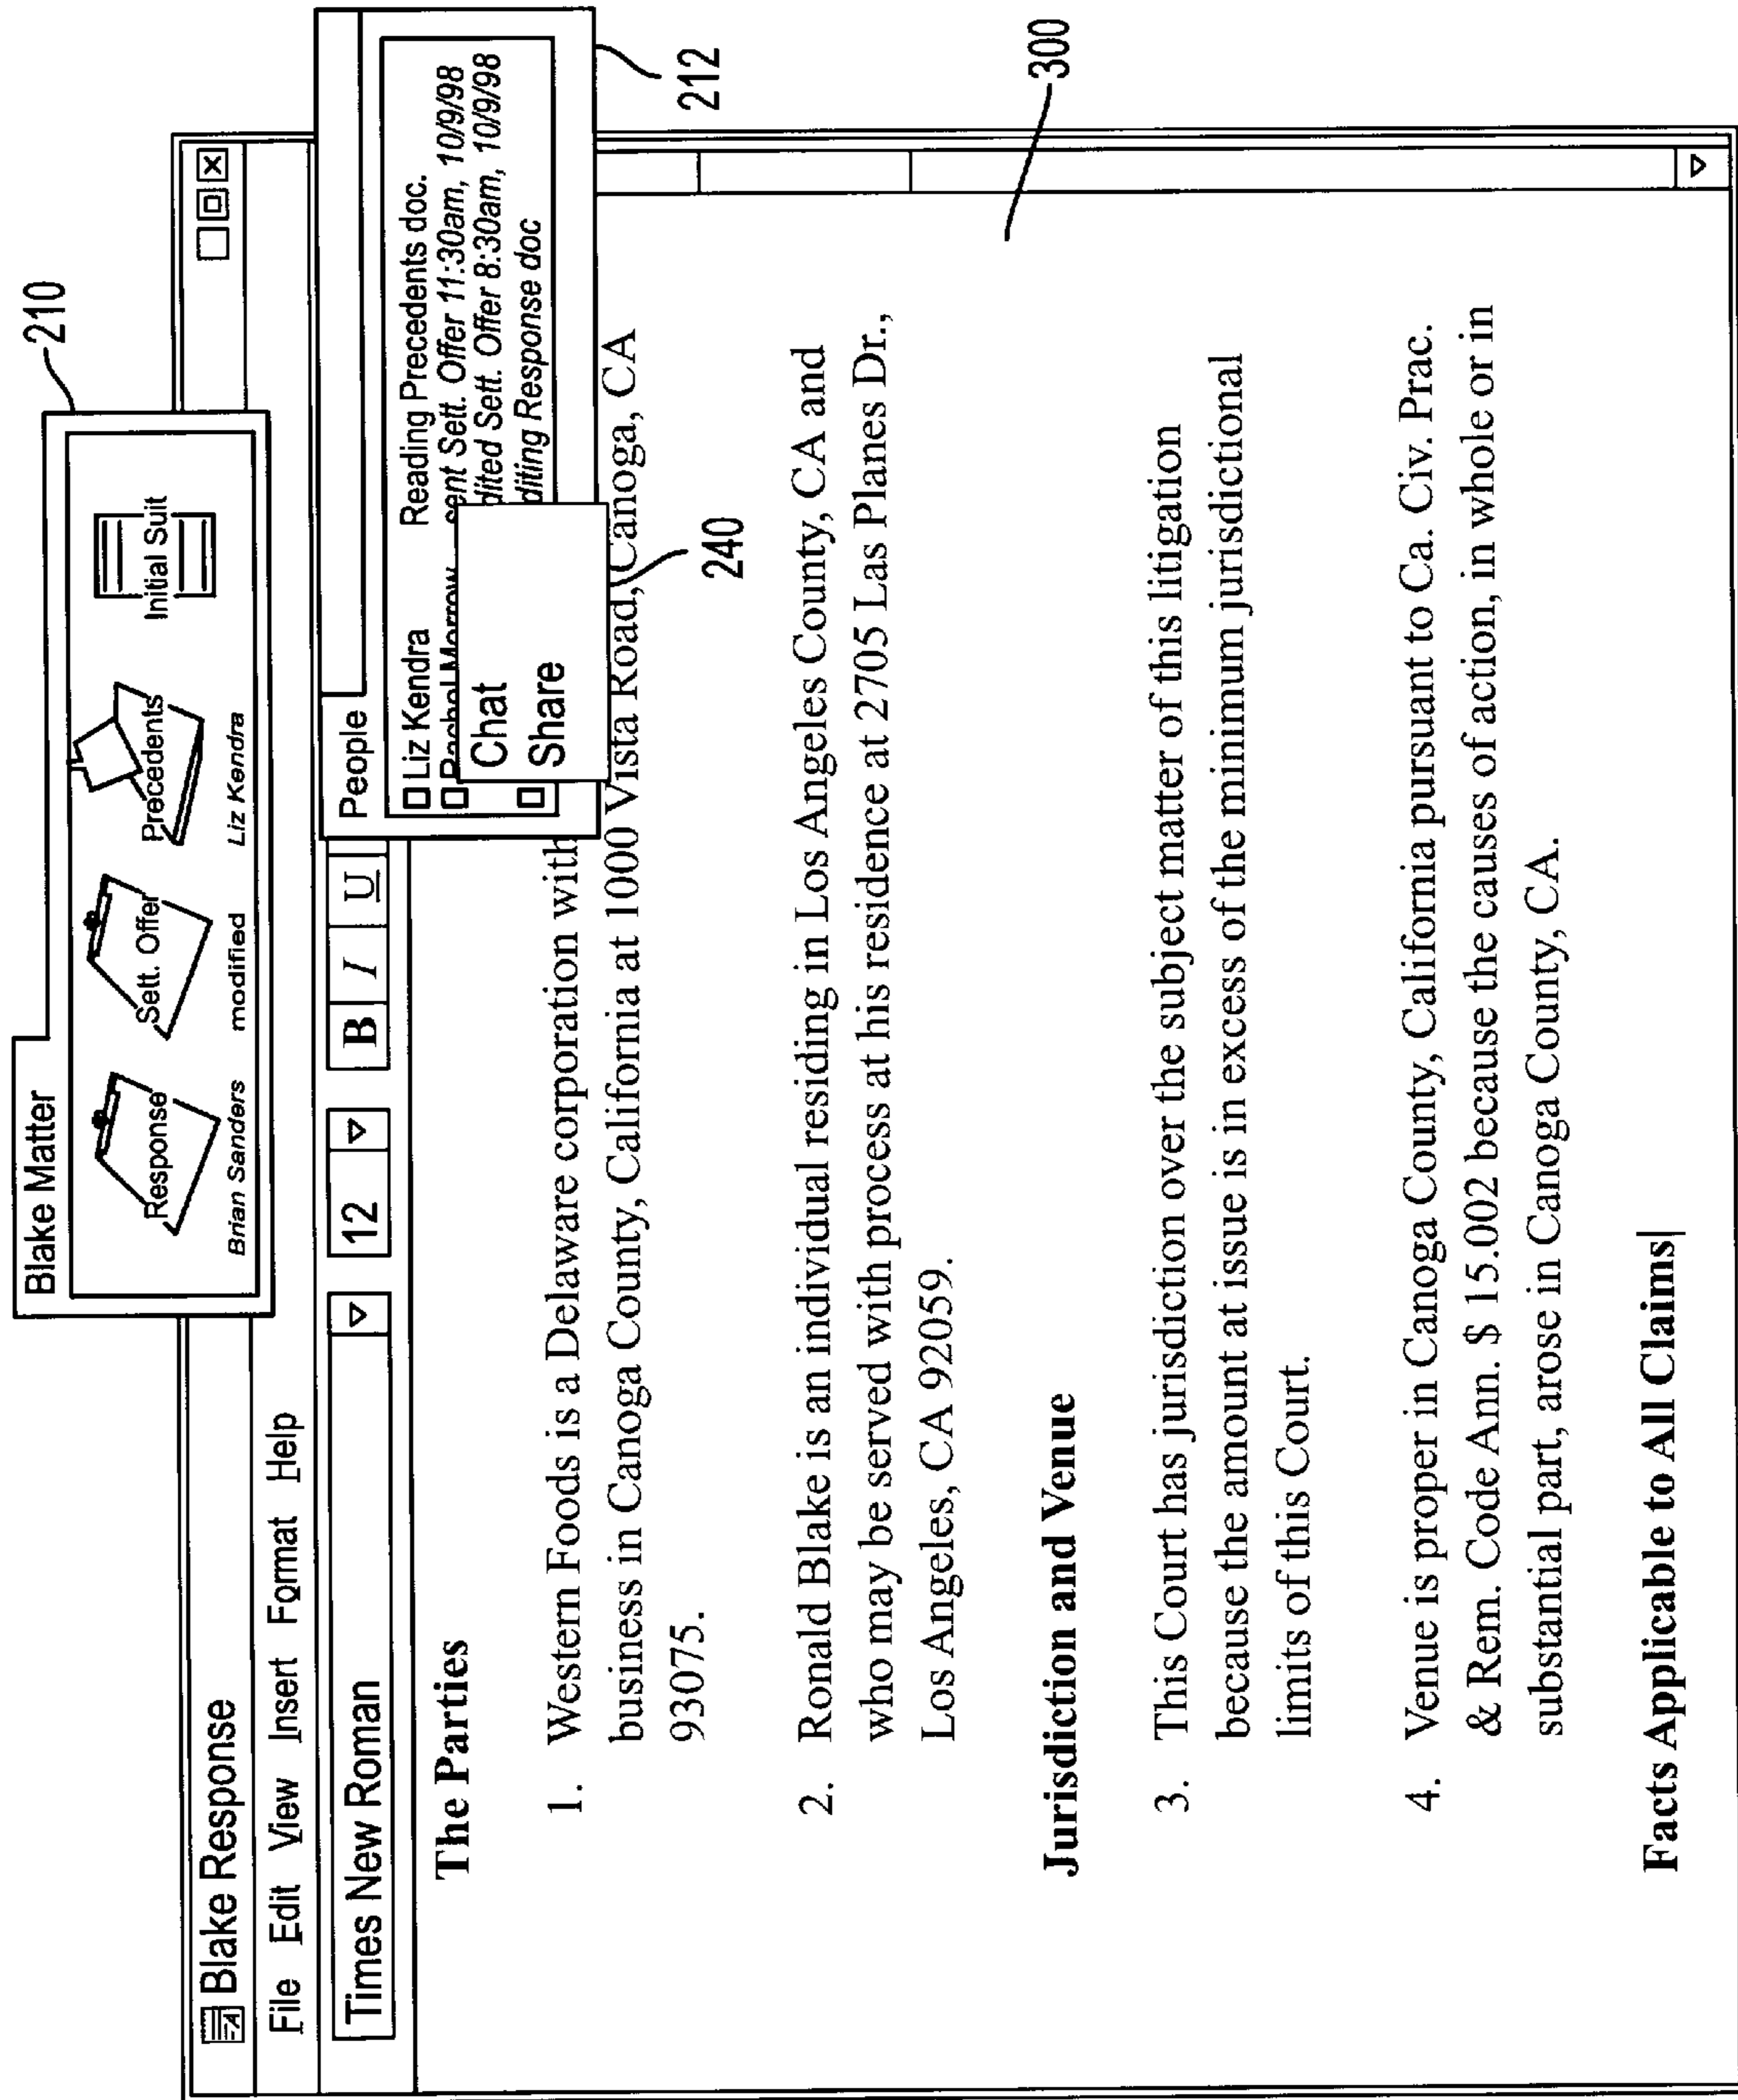 Blake Matter
Response
Sett. Offer
Precedents
Initial Suit
Brian Sanders
modified
Liz Kendra
210
Blake Response
File Edit View Insert Format Help
Times New Roman
12
B I U
People
Liz Kendra Reading Precedents doc.
Rachel Morrow ent Sett. Offer 11:30am, 10/9/98
dited Sett. Offer 8:30am, 10/9/98
diting Response doc
Chat
Share
212
240
The Parties
1. Western Foods is a Delaware corporation with
business in Canoga County, California at 1000 Vista Road, Canoga, CA
93075.
2. Ronald Blake is an individual residing in Los Angeles County, CA and
who may be served with process at his residence at 2705 Las Planes Dr.,
Los Angeles, CA 92059.
300
Jurisdiction and Venue
3. This Court has jurisdiction over the subject matter of this litigation
because the amount at issue is in excess of the minimum jurisdictional
limits of this Court.
4. Venue is proper in Canoga County, California pursuant to Ca. Civ. Prac.
& Rem. Code Ann. $ 15.002 because the causes of action, in whole or in
substantial part, arose in Canoga County, CA.
Facts Applicable to All Claims